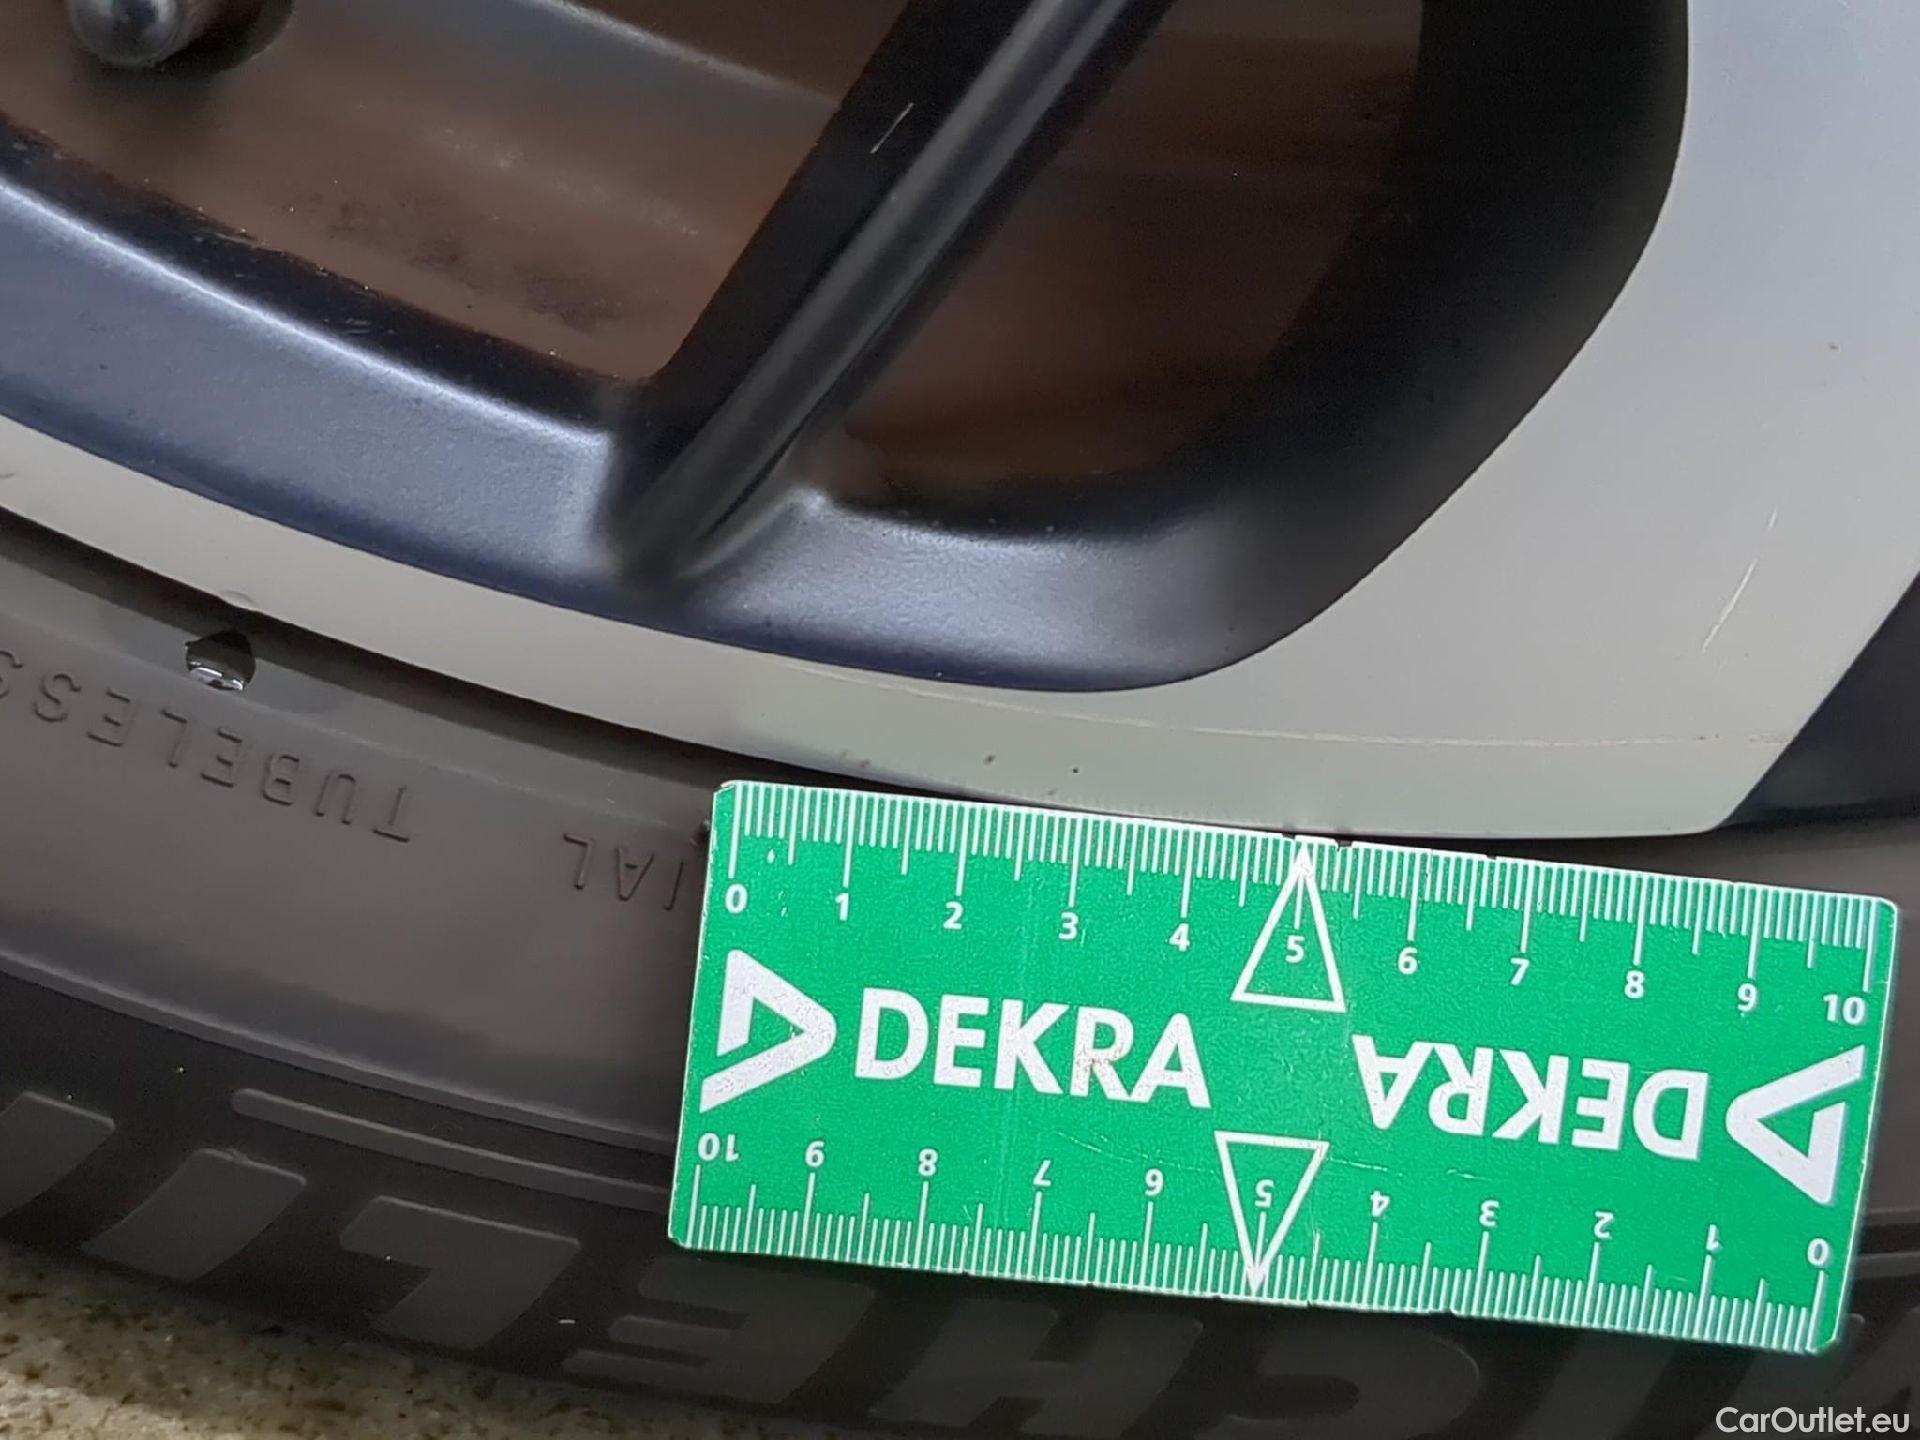 TUBELESS
IAL
0 1 2 3 4 5 6 7 8 9 10
DEKRA
DEKRA
10 9 8 7 6 5 4 3 2 1 0
MICHELI
CarOutlet.eu